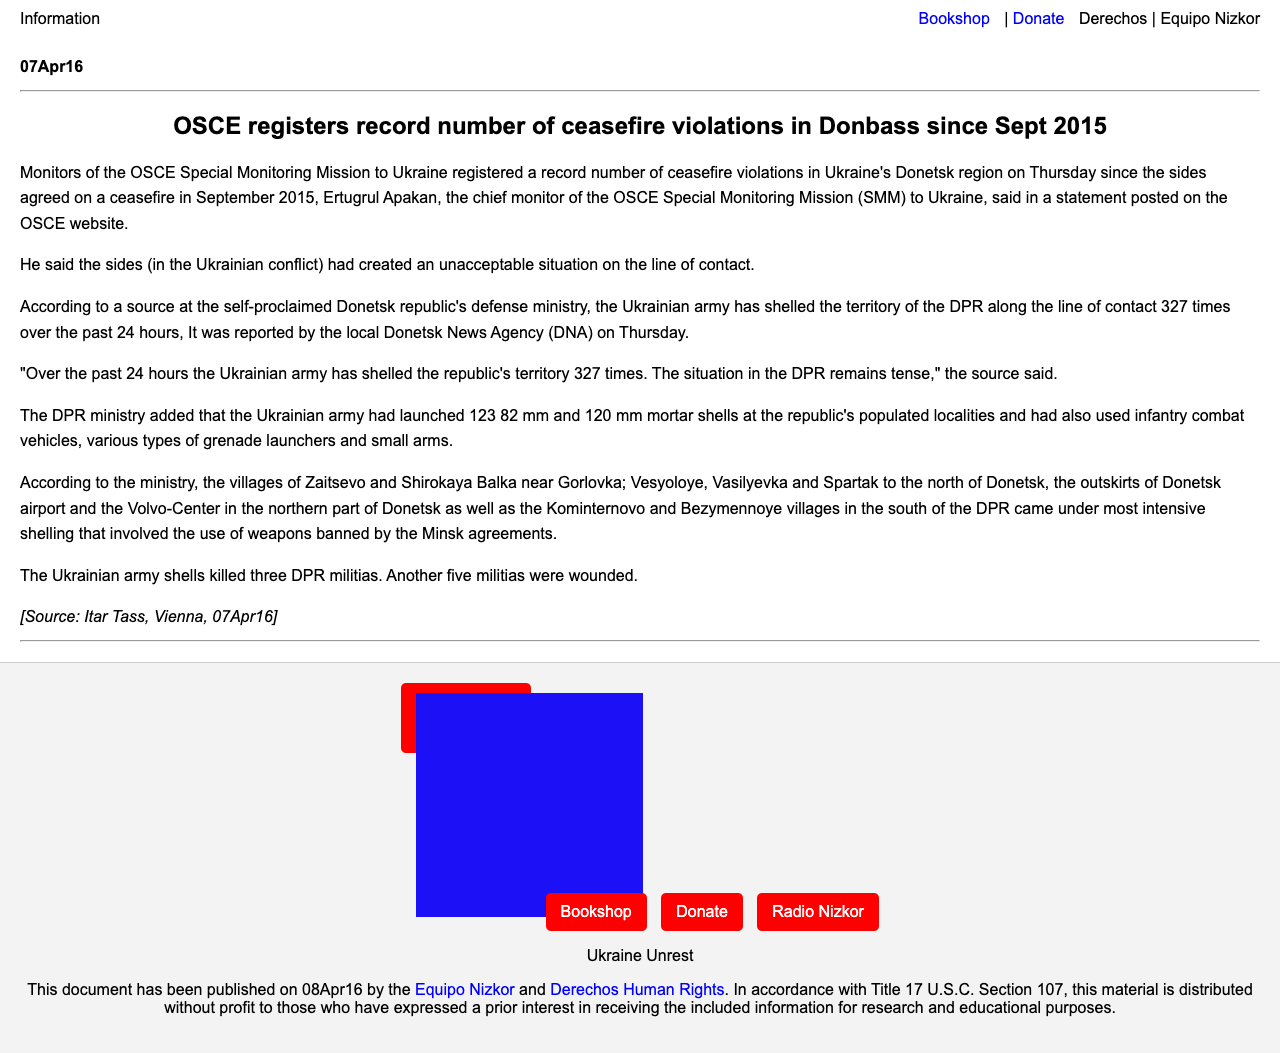 Information
Bookshop | Donate Derechos | Equipo Nizkor
07Apr16
OSCE registers record number of ceasefire violations in Donbass since Sept 2015
Monitors of the OSCE Special Monitoring Mission to Ukraine registered a record number of ceasefire violations in Ukraine's Donetsk region on Thursday since the sides
agreed on a ceasefire in September 2015, Ertugrul Apakan, the chief monitor of the OSCE Special Monitoring Mission (SMM) to Ukraine, said in a statement posted on the
OSCE website.
He said the sides (in the Ukrainian conflict) had created an unacceptable situation on the line of contact.
According to a source at the self-proclaimed Donetsk republic's defense ministry, the Ukrainian army has shelled the territory of the DPR along the line of contact 327 times
over the past 24 hours, It was reported by the local Donetsk News Agency (DNA) on Thursday.
"Over the past 24 hours the Ukrainian army has shelled the republic's territory 327 times. The situation in the DPR remains tense," the source said.
The DPR ministry added that the Ukrainian army had launched 123 82 mm and 120 mm mortar shells at the republic's populated localities and had also used infantry combat
vehicles, various types of grenade launchers and small arms.
According to the ministry, the villages of Zaitsevo and Shirokaya Balka near Gorlovka; Vesyoloye, Vasilyevka and Spartak to the north of Donetsk, the outskirts of Donetsk
airport and the Volvo-Center in the northern part of Donetsk as well as the Kominternovo and Bezymennoye villages in the south of the DPR came under most intensive
shelling that involved the use of weapons banned by the Minsk agreements.
The Ukrainian army shells killed three DPR militias. Another five militias were wounded.
[Source: Itar Tass, Vienna, 07Apr16]
Bookshop Donate Radio Nizkor
Ukraine Unrest
This document has been published on 08Apr16 by the Equipo Nizkor and Derechos Human Rights. In accordance with Title 17 U.S.C. Section 107, this material is distributed
without profit to those who have expressed a prior interest in receiving the included information for research and educational purposes.